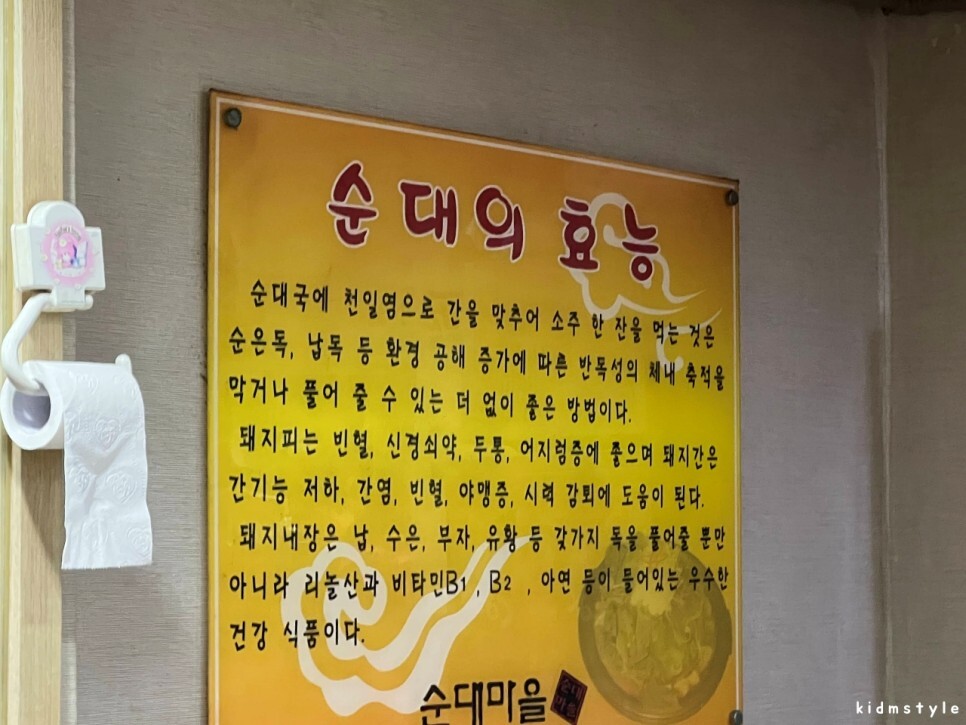 순대의 효능
순대국에 천일염으로 간을 맞추어 소주 한 잔을 먹는 것은
순은독, 납독 등 환경 공해 증가에 따른 반독성의 체내 축적을
막거나 풀어 줄 수 있는 더 없이 좋은 방법이다.
돼지피는 빈혈, 신경쇠약, 두통, 어지럼증에 좋으며 돼지간은
간기능 저하, 간염, 빈혈, 야맹증, 시력 감퇴에 도움이 된다.
돼지내장은 납, 수은, 부자, 유황 등 갖가지 독을 풀어줄 뿐만
아니라 리놀산과 비타민B1, B2 , 아연 등이 들어있는 우수한
건강 식품이다.
순대마을
순대
마을
kidmstyle